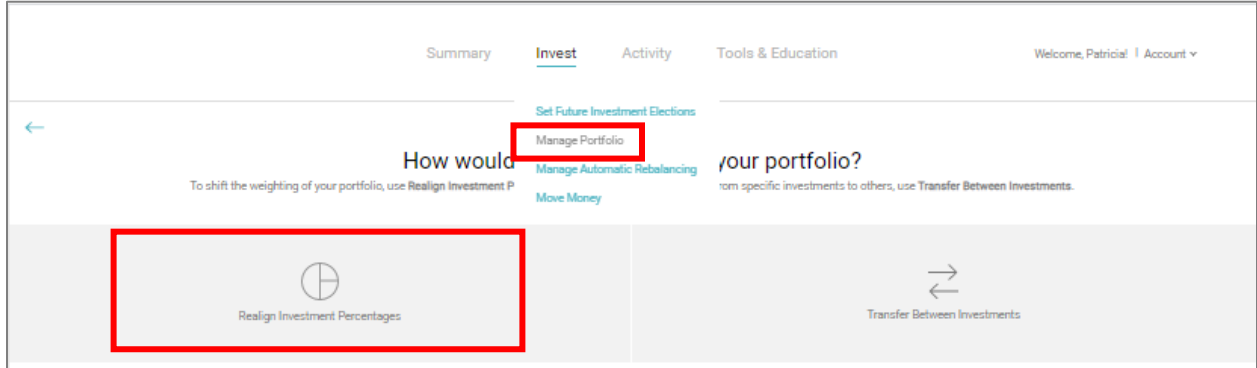 Summary Invest Activity Tools & Education Welcome, Patricia! | Account
Set Future Investment Elections
Manage Portfolio
Manage Automatic Rebalancing
Move Money
How would your portfolio?
To shift the weighting of your portfolio, use Realign Investment P rom specific investments to others, use Transfer Between Investments.
Realign Investment Percentages Transfer Between Investments